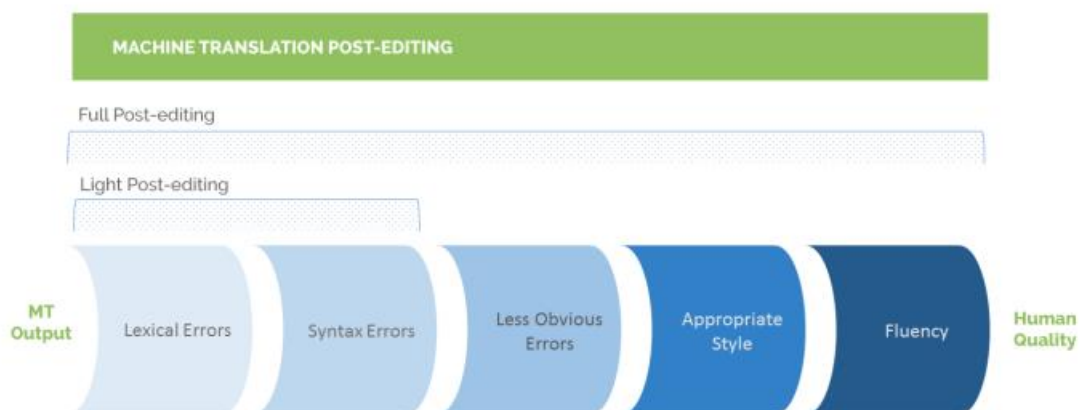 MACHINE TRANSLATION POST-EDITING
Full Post-editing
Light Post-editing
MT
Output
Lexical Errors
Syntax Errors
Less Obvious
Errors
Appropriate
Style
Fluency
Human
Quality